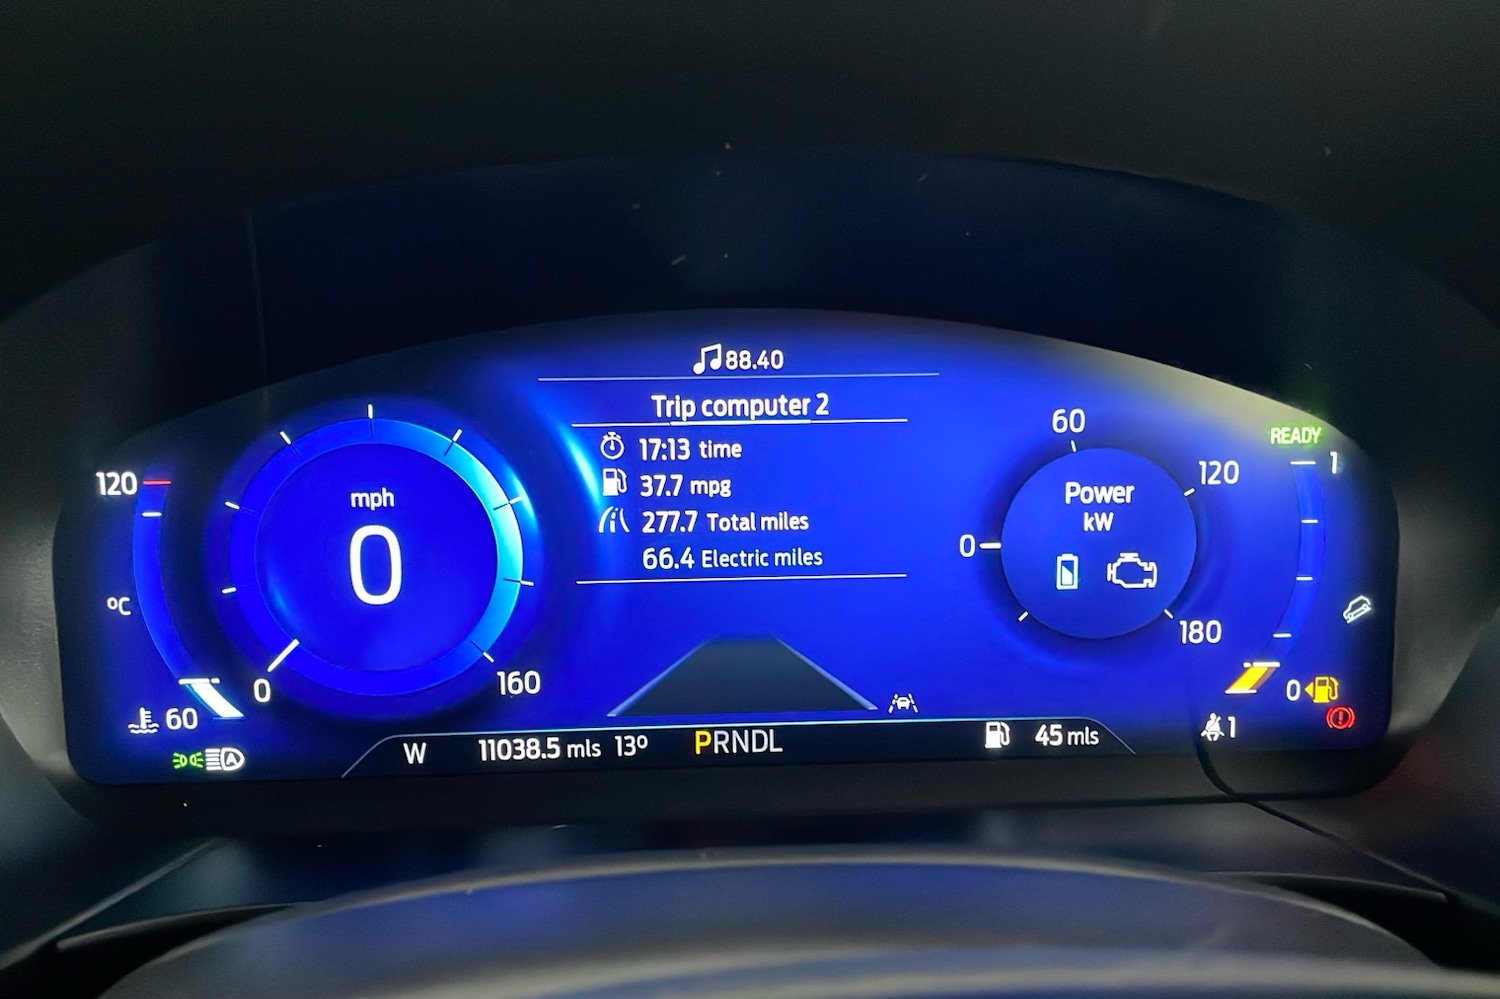 88.40
Trip computer 2
17:13 time
37.7 mpg
277.7 Total miles
66.4 Electric miles
120
°C
60
mph
0
0
160
60
120
0
Power
kW
180
READY
1
0
A
W 11038.5 mls 13° PRNDL 45 mls
1